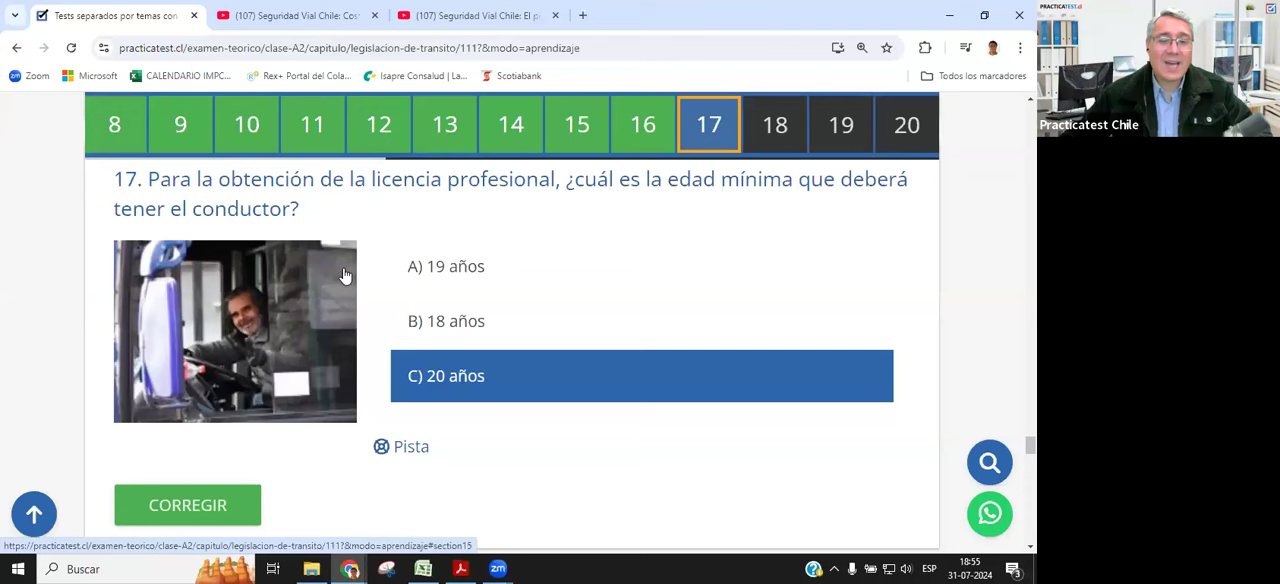 Tests separados por temas con
(107) Seguridad Vial Chile:
(107) Seguridad Vial Chile: El p
practicatest.cl/examen-teorico/clase-A2/capitulo/legislacion-de-transito/111?&modo=aprendizaje
Zoom
Microsoft
CALENDARIO IMPC...
Rex+ Portal del Col
Isapre Consalud | La...
Scotiabank
Todos los marcadores
PRACTICATEST.cl
Practicatest Chile
8 9 10 11 12 13 14 15 16 17 18 19 20
17. Para la obtención de la licencia profesional, ¿cuál es la edad mínima que deberá
tener el conductor?
A) 19 años
B) 18 años
C) 20 años
Pista
CORREGIR
https://practicatest.cl/examen-teorico/clase-A2/capitulo/legislacion-de-transito/111?&modo=aprendizaje#section15
Buscar
ESP
18:55
31-07-2024
3